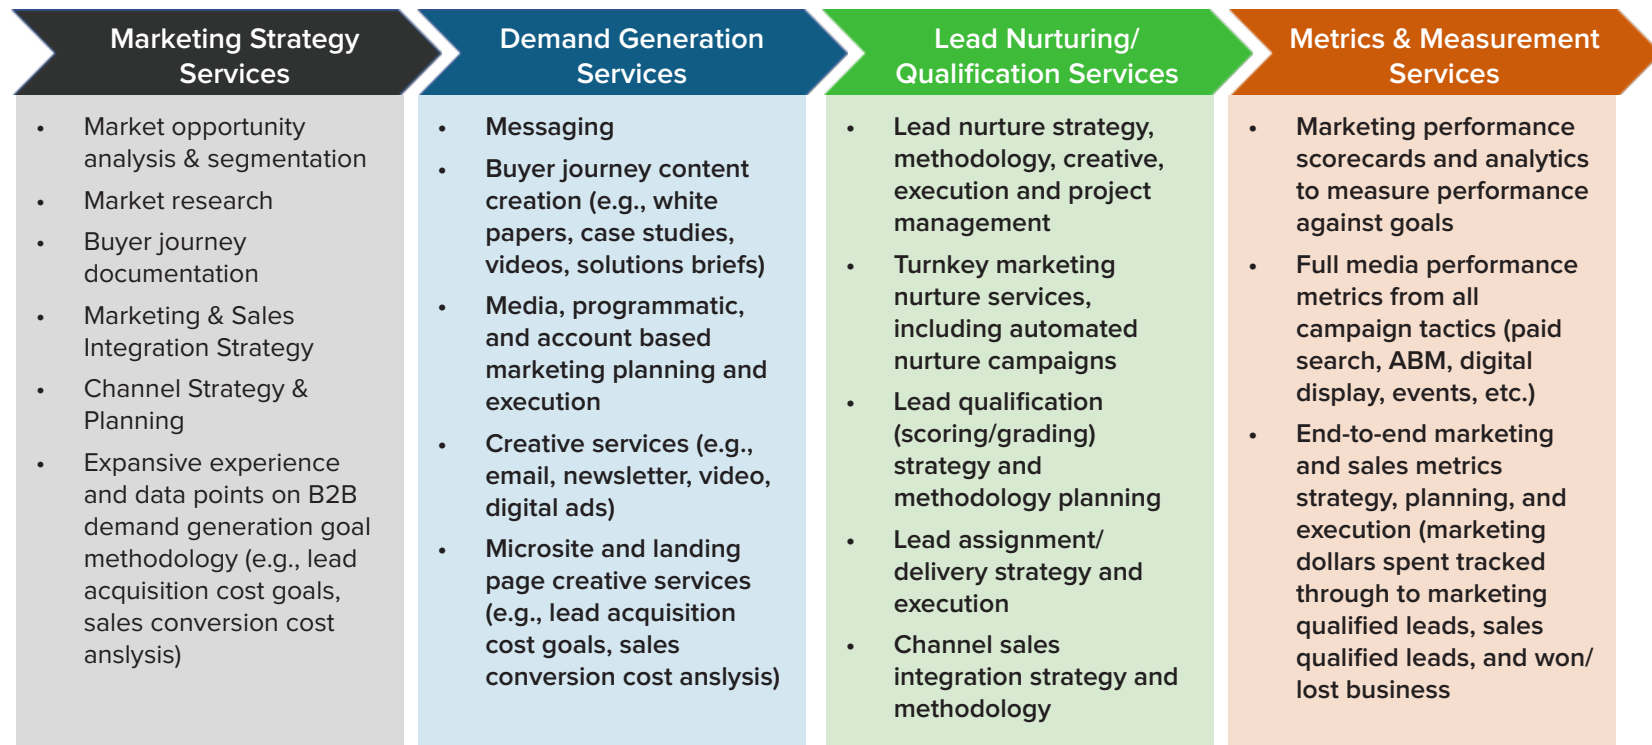 Marketing Strategy
Services
• Market opportunity
analysis & segmentation
• Market research
• Buyer journey
documentation
• Marketing & Sales
Integration Strategy
• Channel Strategy &
Planning
• Expansive experience
and data points on B2B
demand generation goal
methodology (e.g., lead
acquisition cost goals,
sales conversion cost
anslysis)
Demand Generation
Services
• Messaging
• Buyer journey content
creation (e.g., white
papers, case studies,
videos, solutions briefs)
• Media, programmatic,
and account based
marketing planning and
execution
• Creative services (e.g.,
email, newsletter, video,
digital ads)
• Microsite and landing
page creative services
(e.g., lead acquisition
cost goals, sales
conversion cost anslysis)
Lead Nurturing/
Qualification Services
• Lead nurture strategy,
methodology, creative,
execution and project
management
• Turnkey marketing
nurture services,
including automated
nurture campaigns
• Lead qualification
(scoring/grading)
strategy and
methodology planning
• Lead assignment/
delivery strategy and
execution
• Channel sales
integration strategy and
methodology
Metrics & Measurement
Services
• Marketing performance
scorecards and analytics
to measure performance
against goals
• Full media performance
metrics from all
campaign tactics (paid
search, ABM, digital
display, events, etc.)
• End-to-end marketing
and sales metrics
strategy, planning, and
execution (marketing
dollars spent tracked
through to marketing
qualified leads, sales
qualified leads, and won/
lost business